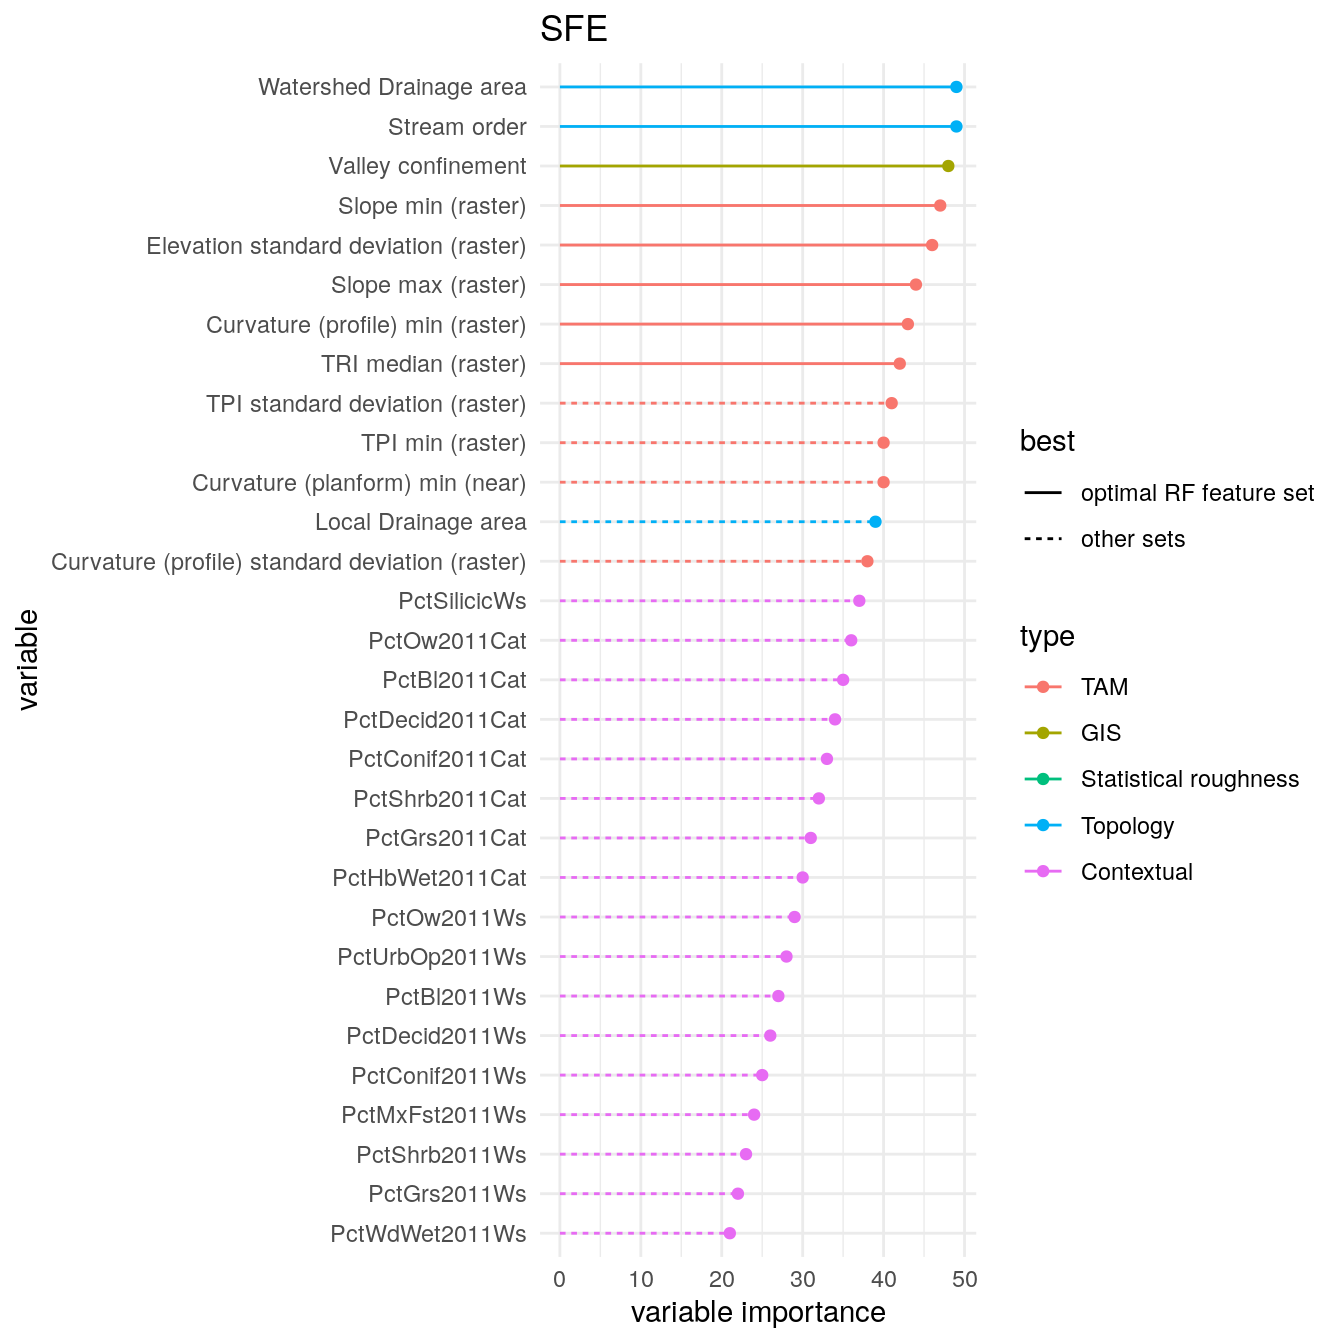 SFE
Watershed Drainage area
Stream order
Valley confinement
Slope min (raster)
Elevation standard deviation (raster)
Slope max (raster)
Curvature (profile) min (raster)
TRI median (raster)
TPI standard deviation (raster)
TPI min (raster)
Curvature (planform) min (near)
Local Drainage area
Curvature (profile) standard deviation (raster)
PctSilicicWs
PctOw2011Cat
PctBl2011Cat
PctDecid2011Cat
PctConif2011Cat
PctShrb2011Cat
PctGrs2011Cat
PctHbWet2011Cat
PctOw2011Ws
PctUrbOp2011Ws
PctBl2011Ws
PctDecid2011Ws
PctConif2011Ws
PctMxFst2011Ws
PctShrb2011Ws
PctGrs2011Ws
PctWdWet2011Ws
variable
0 10 20 30 40 50
variable importance
best
optimal RF feature set
other sets
type
TAM
GIS
Statistical roughness
Topology
Contextual